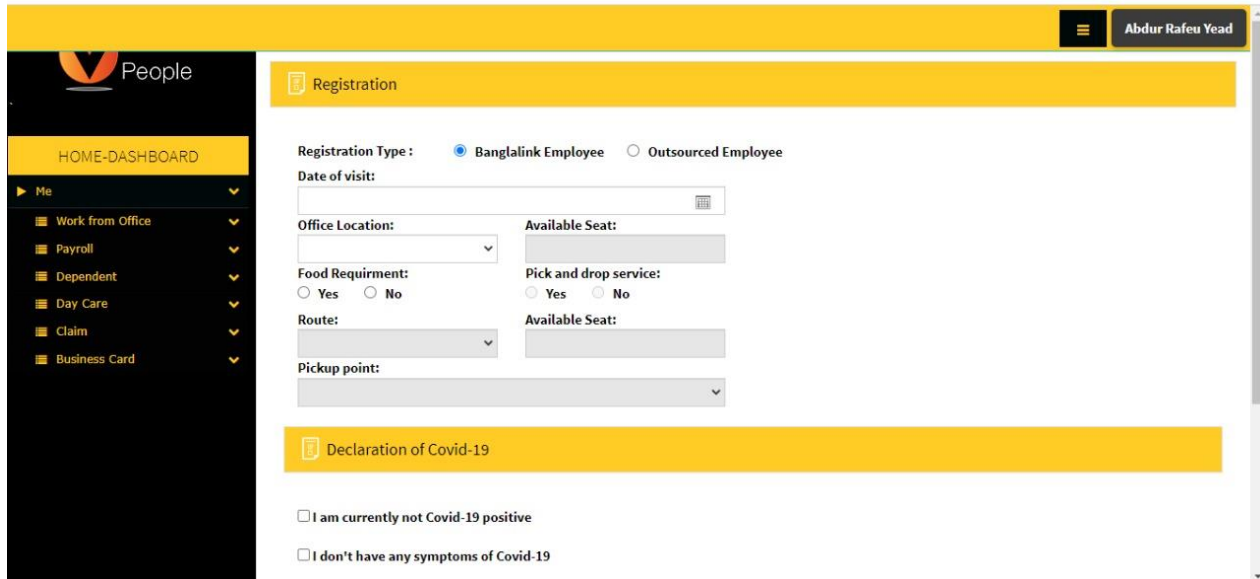 Abdur Rafeu Yead
People
HOME-DASHBOARD
Me
Work from Office
Payroll
Dependent
Day Care
Claim
Business Card
Registration
Registration Type : Banglalink Employee Outsourced Employee
Date of visit:
Office Location: Available Seat:
Food Requirment: Pick and drop service:
Yes No Yes No
Route: Available Seat:
Pickup point:
Declaration of Covid-19
I am currently not Covid-19 positive
I don't have any symptoms of Covid-19